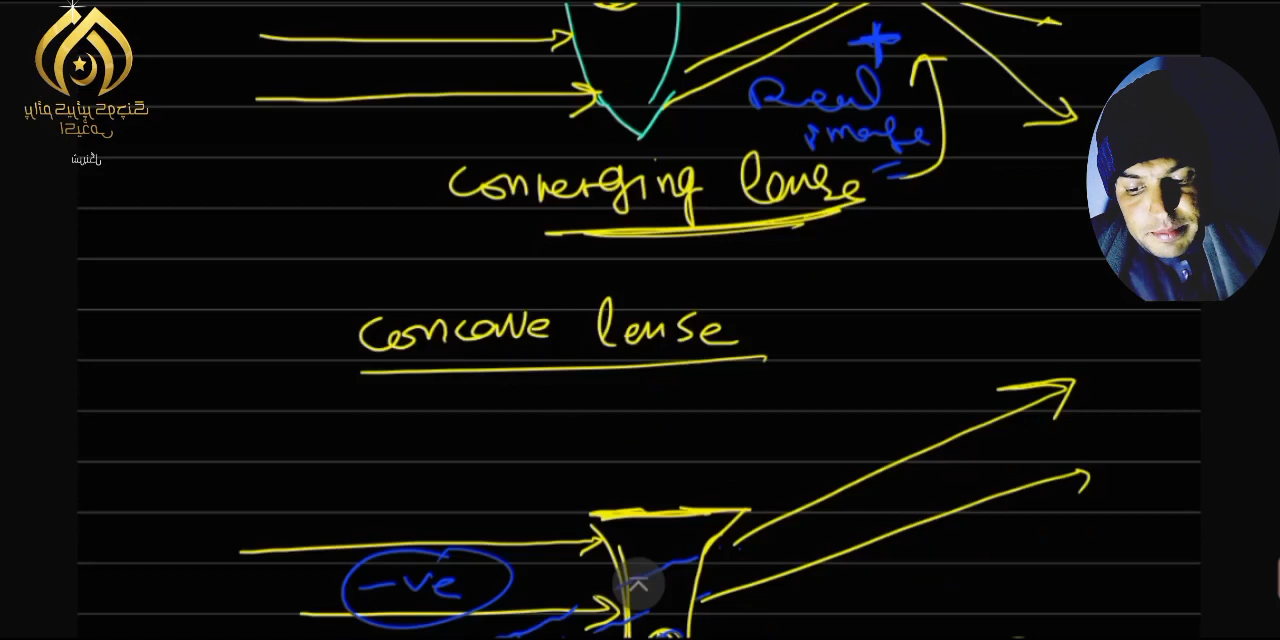 +
Real
image
converging lense
concave lense
-ve